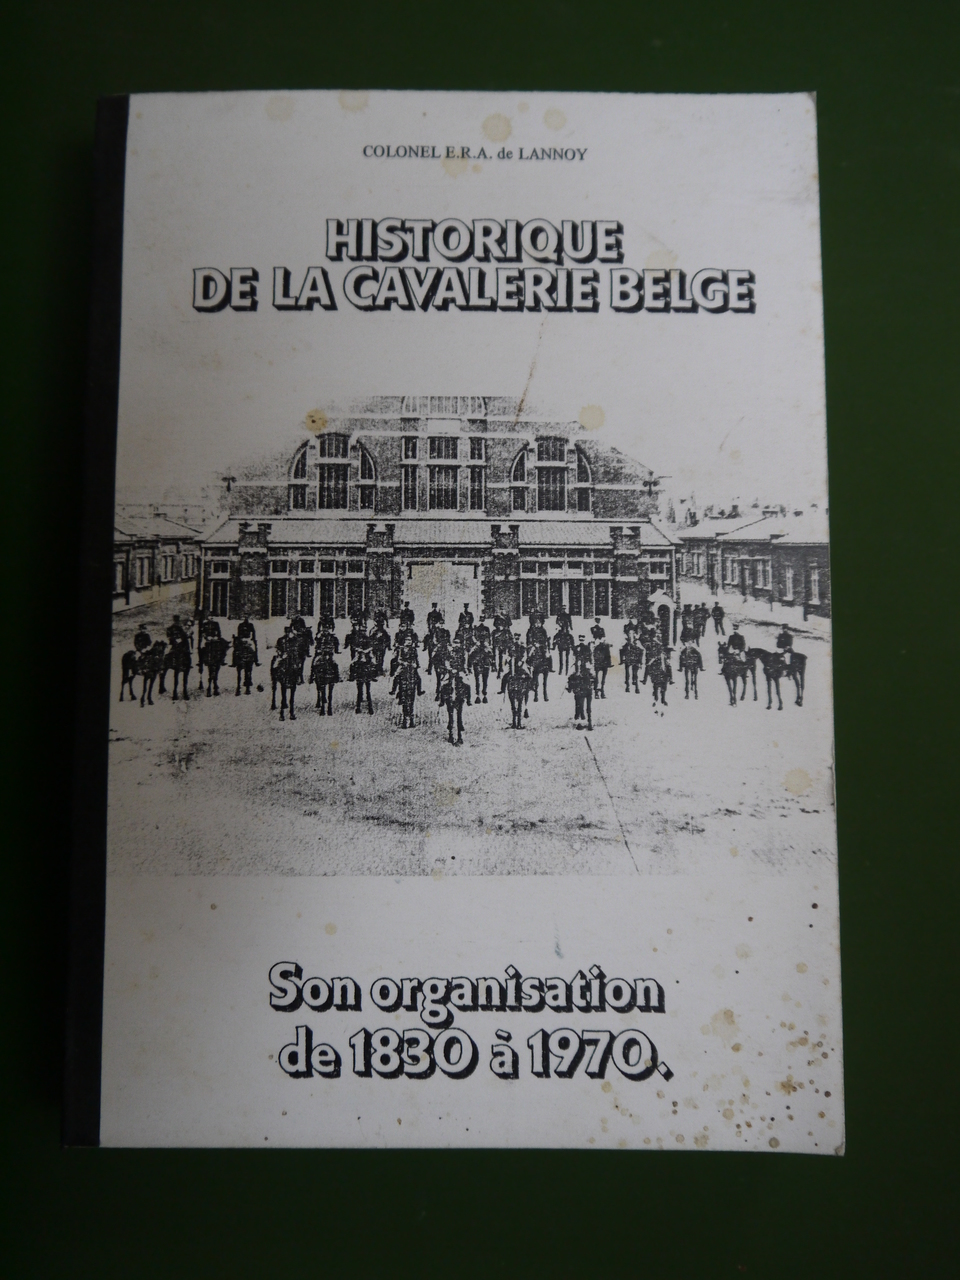 COLONEL E.R.A. de LANNOY
HISTORIQUE
DE LA CAVALERIE BELGE
Son organisation
de 1830 à 1970.